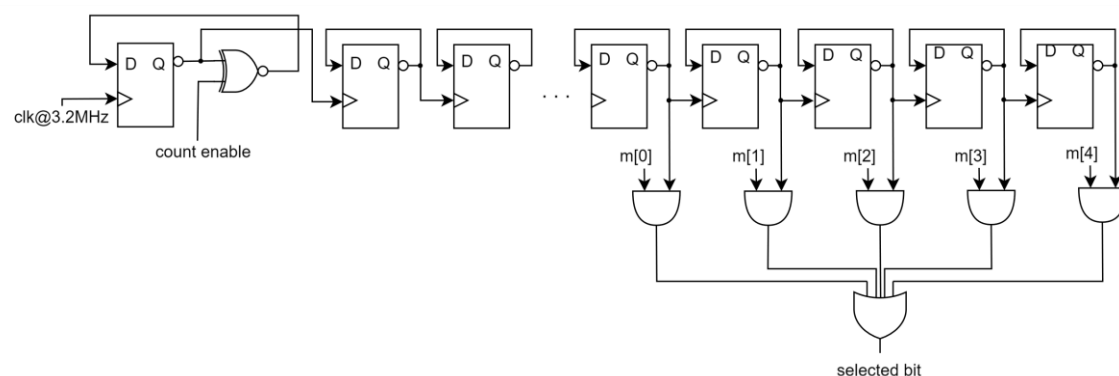 D Q
D Q
D Q
D Q
D Q
D Q
D Q
D Q
clk@3.2MHz
count enable
. . .
m[0]
m[1]
m[2]
m[3]
m[4]
selected bit